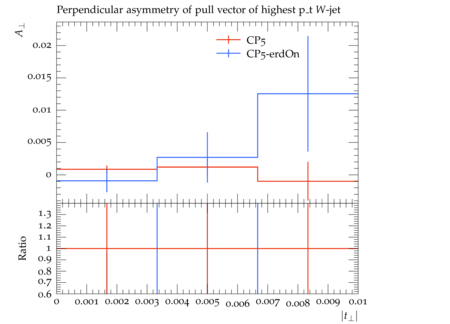 Perpendicular asymmetry of pull vector of highest p_t W-jet
A⊥
CP5
CP5-erdOn
0.02
0.015
0.01
0.005
0
Ratio
1.3
1.2
1.1
1
0.9
0.8
0.7
0.6
0 0.001 0.002 0.003 0.004 0.005 0.006 0.007 0.008 0.009 0.01
|t⊥|